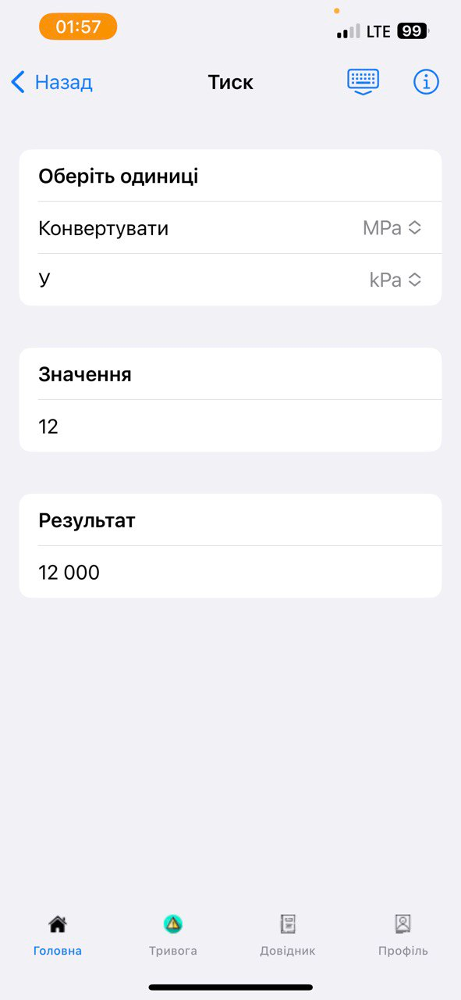 01:57
LTE 99
Назад
Тиск
Оберіть одиниці
Конвертувати MPa
У kPa
Значення
12
Результат
12 000
Головна Тривога Довідник Профіль